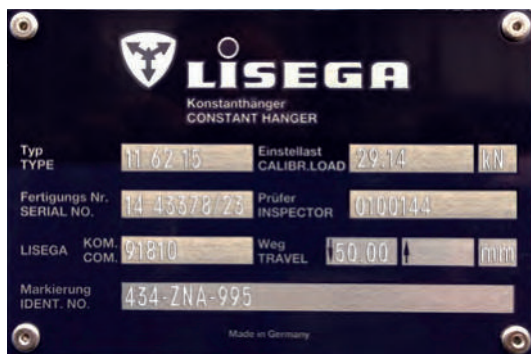 LISEGA
Konstanthänger
CONSTANT HANGER
Typ
TYPE 11 62 15 Einstellast
CALIBR.LOAD 29.14 kN
Fertigungs Nr.
SERIAL NO. 14 43378/23 Prüfer
INSPECTOR 0100144
LISEGA KOM.
COM. 91810 Weg
TRAVEL 50.00 mm
Markierung
IDENT. NO. 434-ZNA-995
Made in Germany